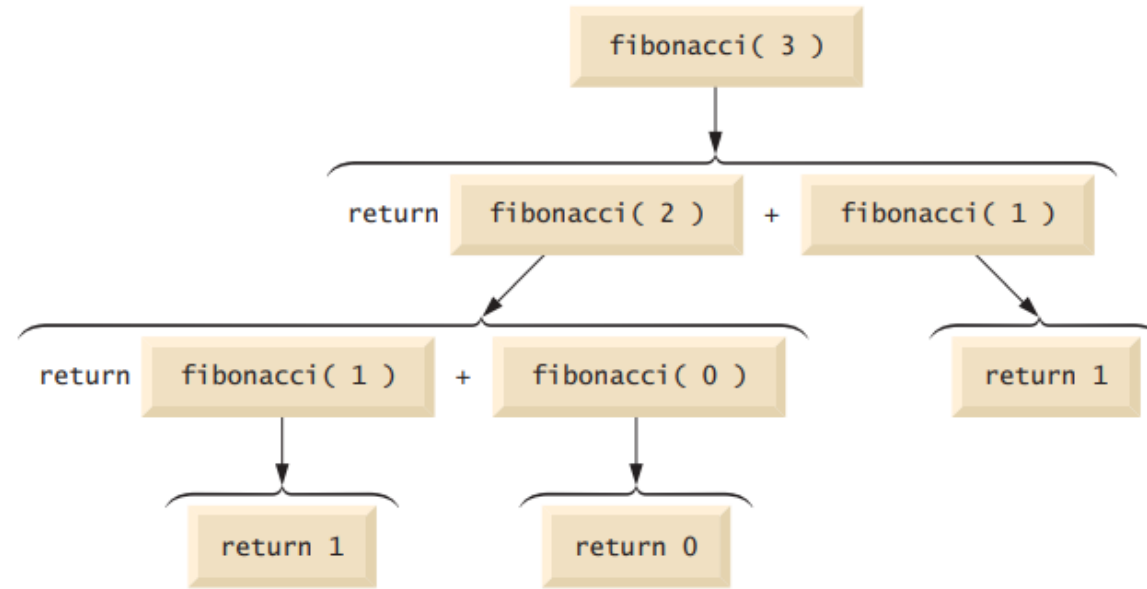 fibonacci( 3 )
return fibonacci( 2 ) + fibonacci( 1 )
return fibonacci( 1 ) + fibonacci( 0 ) return 1
return 1 return 0